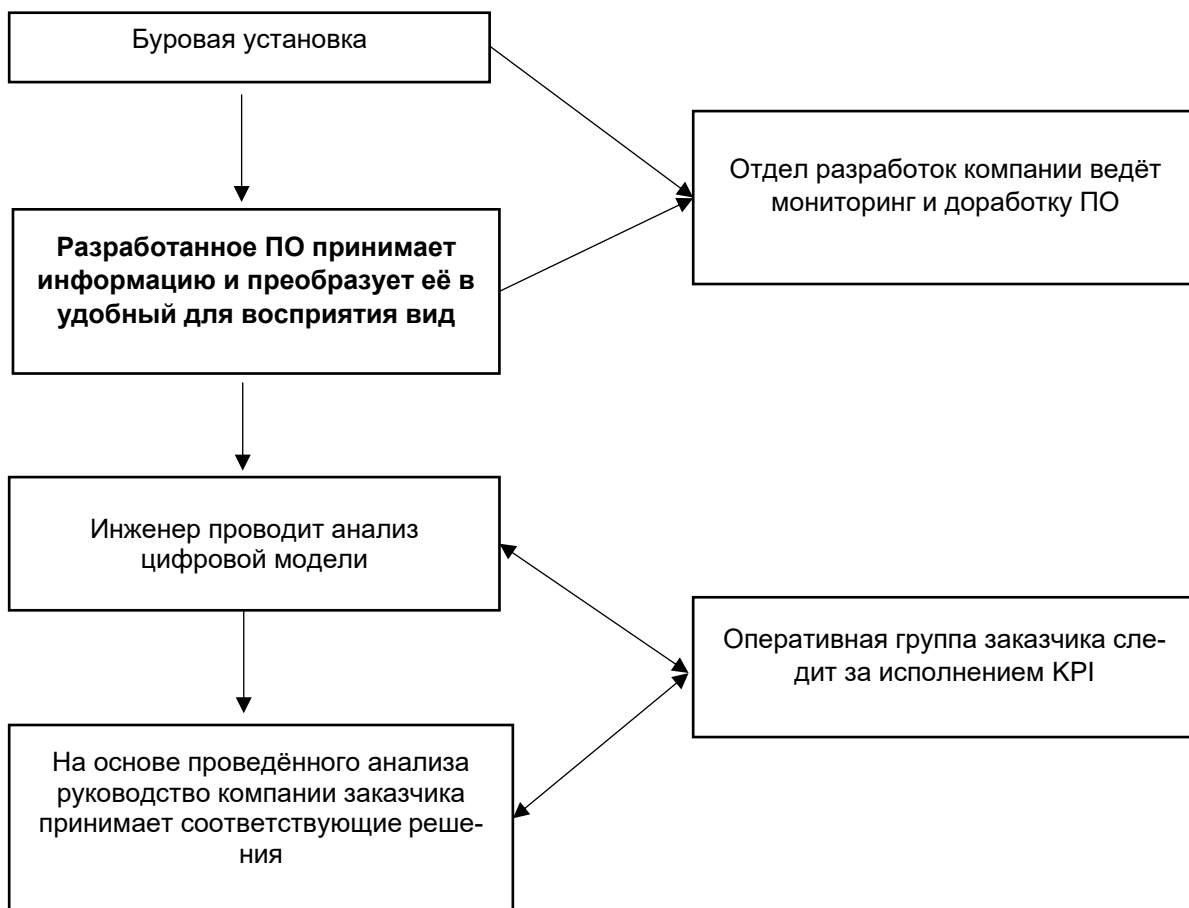 Буровая установка
Отдел разработок компании ведёт
мониторинг и доработку ПО
Разработанное ПО принимает
информацию и преобразует её в
удобный для восприятия вид
Инженер проводит анализ
цифровой модели
Оперативная группа заказчика сле-
дит за исполнением KPI
На основе проведённого анализа
руководство компании заказчика
принимает соответствующие реше-
ния